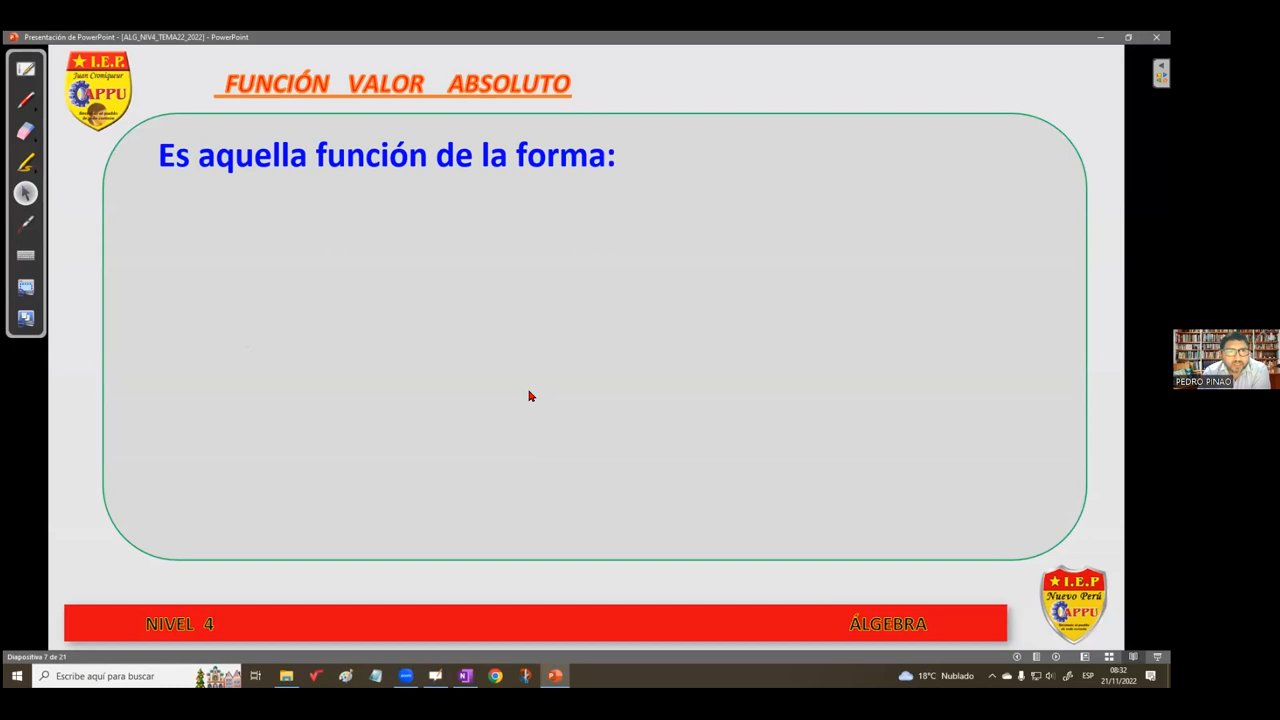 Presentación de PowerPoint - [ALG_NIV4_TEMA22_2022] - PowerPoint
I.E.P.
Juan Croniqueur
CAPPU
FUNCIÓN VALOR ABSOLUTO
Es aquella función de la forma:
PEDRO PINAO
I.E.P
Nuevo Perú
CAPPU
NIVEL 4
ÁLGEBRA
Diapositiva 7 de 21
Escribe aquí para buscar
18°C Nublado
ESP
08:32
21/11/2022